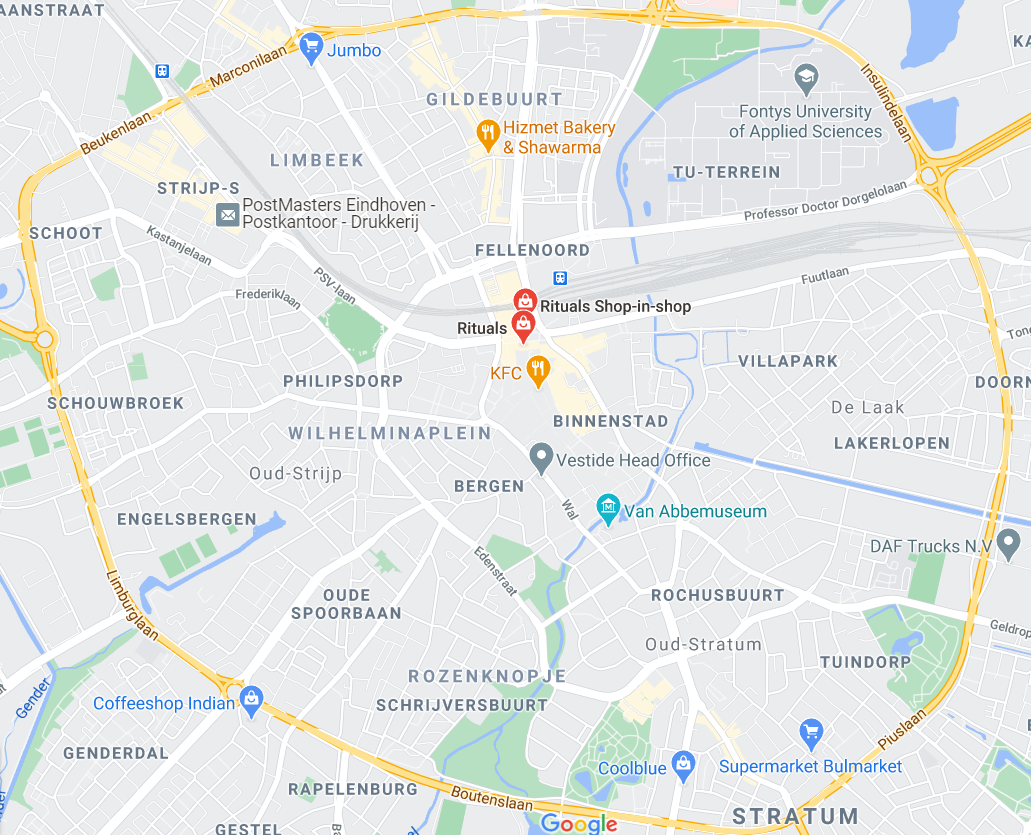 AANSTRAAT
Jumbo
Marconilaan
KA
Insulindelaan
GILDEBUURT
Fontys University
of Applied Sciences
Hizmet Bakery
& Shawarma
Beukenlaan
LIMBEEK
TU-TERREIN
STRIJP-S
PostMasters Eindhoven -
Postkantoor - Drukkerij
Professor Doctor Dorgelolaan
SCHOOT
Kastanjelaan
FELLENOORD
PSV-laan
Fuutlaan
Frederiklaan
Rituals Shop-in-shop
Rituals
Tong
VILLAPARK
KFC
PHILIPSDORP
DOORN
SCHOUWBROEK
De Laak
BINNENSTAD
WILHELMINAPLEIN
LAKERLOPEN
Vestide Head Office
Oud-Strijp
BERGEN
Wal
Van Abbemuseum
ENGELSBERGEN
DAF Trucks N.V
Edenstraat
Limburglaan
OUDE
SPOORBAAN
ROCHUSBUURT
Geldrop
Oud-Stratum
TUINDORP
ROZENKNOPJE
Gender
Coffeeshop Indian
SCHRIJVERSBUURT
Piuslaan
GENDERDAL
Coolblue
Supermarket Bulmarket
RAPELENBURG
Boutenslaan
STRATUM
Google
GESTEL